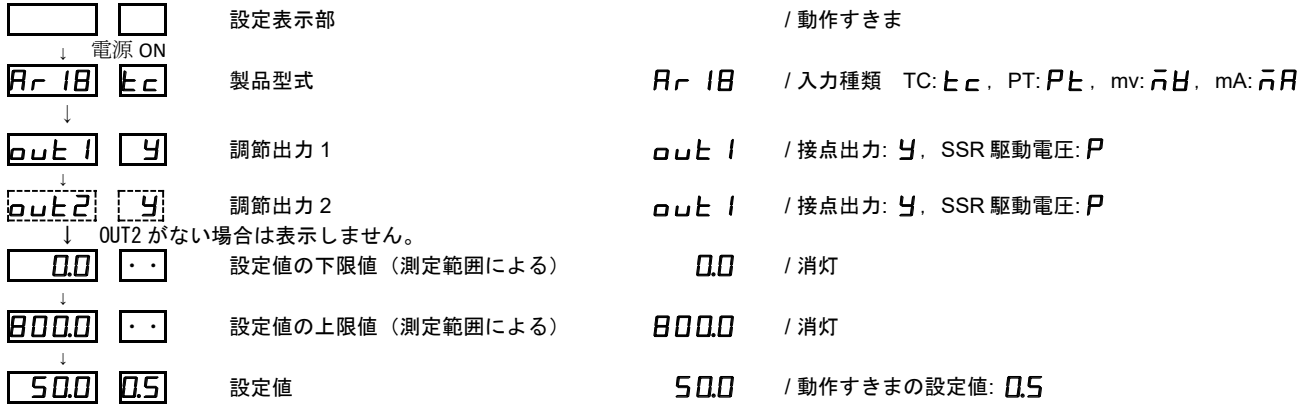 設定表示部 / 動作すきま
↓ 電源 ON
Ar 18 tc 製品型式 Ar 18 / 入力種類 TC: tc, PT: Pt, mv: n̄V, mA: n̄A
↓
out 1 Y 調節出力 1 out 1 / 接点出力: Y, SSR 駆動電圧: P
↓
out2 Y 調節出力 2 out 1 / 接点出力: Y, SSR 駆動電圧: P
↓ OUT2 がない場合は表示しません。
0.0 ・・ 設定値の下限値（測定範囲による） 0.0 / 消灯
↓
800.0 ・・ 設定値の上限値（測定範囲による） 800.0 / 消灯
↓
50.0 0.5 設定値 50.0 / 動作すきまの設定値: 0.5